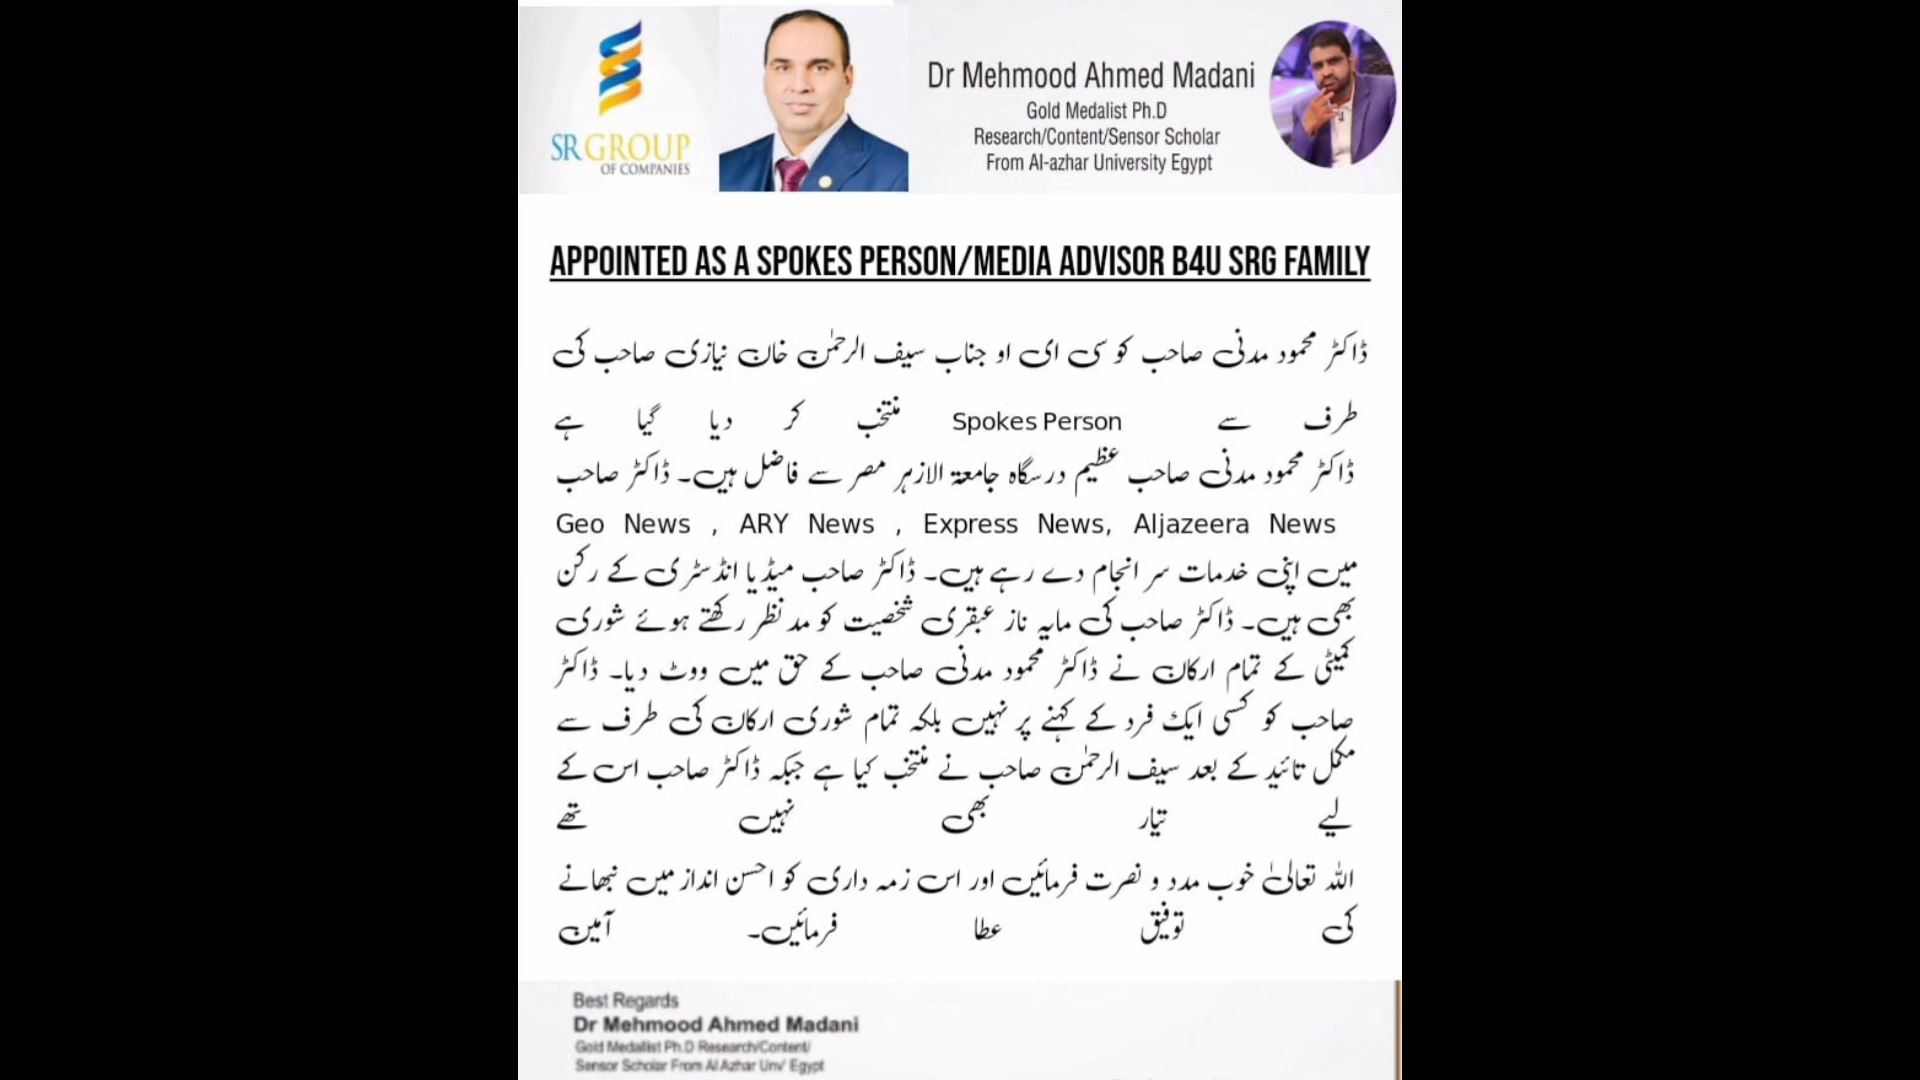 SR GROUP
OF COMPANIES
Dr Mehmood Ahmed Madani
Gold Medalist Ph.D
Research/Content/Sensor Scholar
From Al-azhar University Egypt
APPOINTED AS A SPOKES PERSON/MEDIA ADVISOR B4U SRG FAMILY
ڈاکٹر محمود مدنی صاحب کو سی ای او جناب سیف الرحمٰن خان نیازی صاحب کی
طرف سے Spokes Person منتخب کر دیا گیا ہے
ڈاکٹر محمود مدنی صاحب عظیم درسگاہ جامعۃ الازہر مصر سے فاضل ہیں۔ ڈاکٹر صاحب
Geo News , ARY News , Express News, Aljazeera News
میں اپنی خدمات سر انجام دے رہے ہیں۔ ڈاکٹر صاحب میڈیا انڈسٹری کے رکن
بھی ہیں۔ ڈاکٹر صاحب کی مایہ ناز عبقری شخصیت کو مد نظر رکھتے ہوئے شوری
کمیٹی کے تمام ارکان نے ڈاکٹر محمود مدنی صاحب کے حق میں ووٹ دیا۔ ڈاکٹر
صاحب کو کسی ایک فرد کے کہنے پر نہیں بلکہ تمام شوری ارکان کی طرف سے
مکمل تائید کے بعد سیف الرحمٰن صاحب نے منتخب کیا ہے جبکہ ڈاکٹر صاحب اس کے
لیے تیار بھی نہیں تھے
اللہ تعالیٰ خوب مدد و نصرت فرمائیں اور اس زمہ داری کو احسن انداز میں نبھانے
کی توفیق عطا فرمائیں۔ آمین
Best Regards
Dr Mehmood Ahmed Madani
Gold Medallist Ph.D Research/Content/
Sensor Scholar From Al Azhar Unv' Egypt